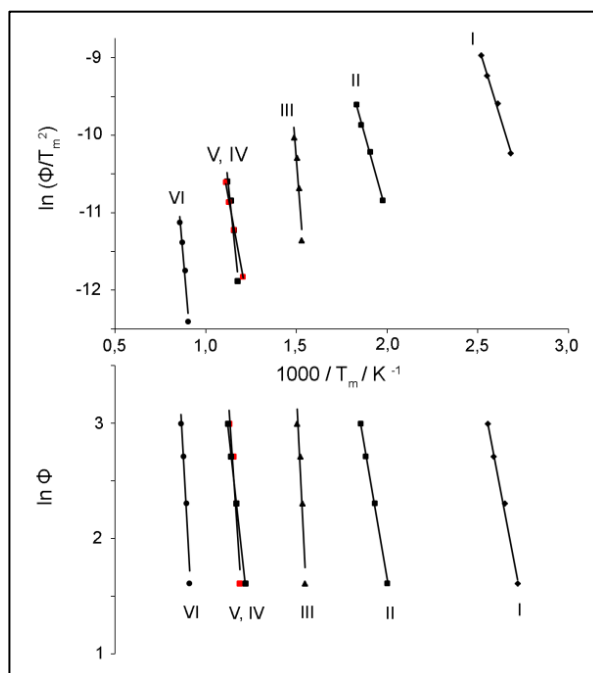 I
-9
II
-10
III
V, IV
-11
VI
-12
ln (Φ/Tₘ²)
0,5 1,0 1,5 2,0 2,5 3,0
1000 / Tₘ / K ⁻¹
3
2
1
ln Φ
VI V, IV III II I